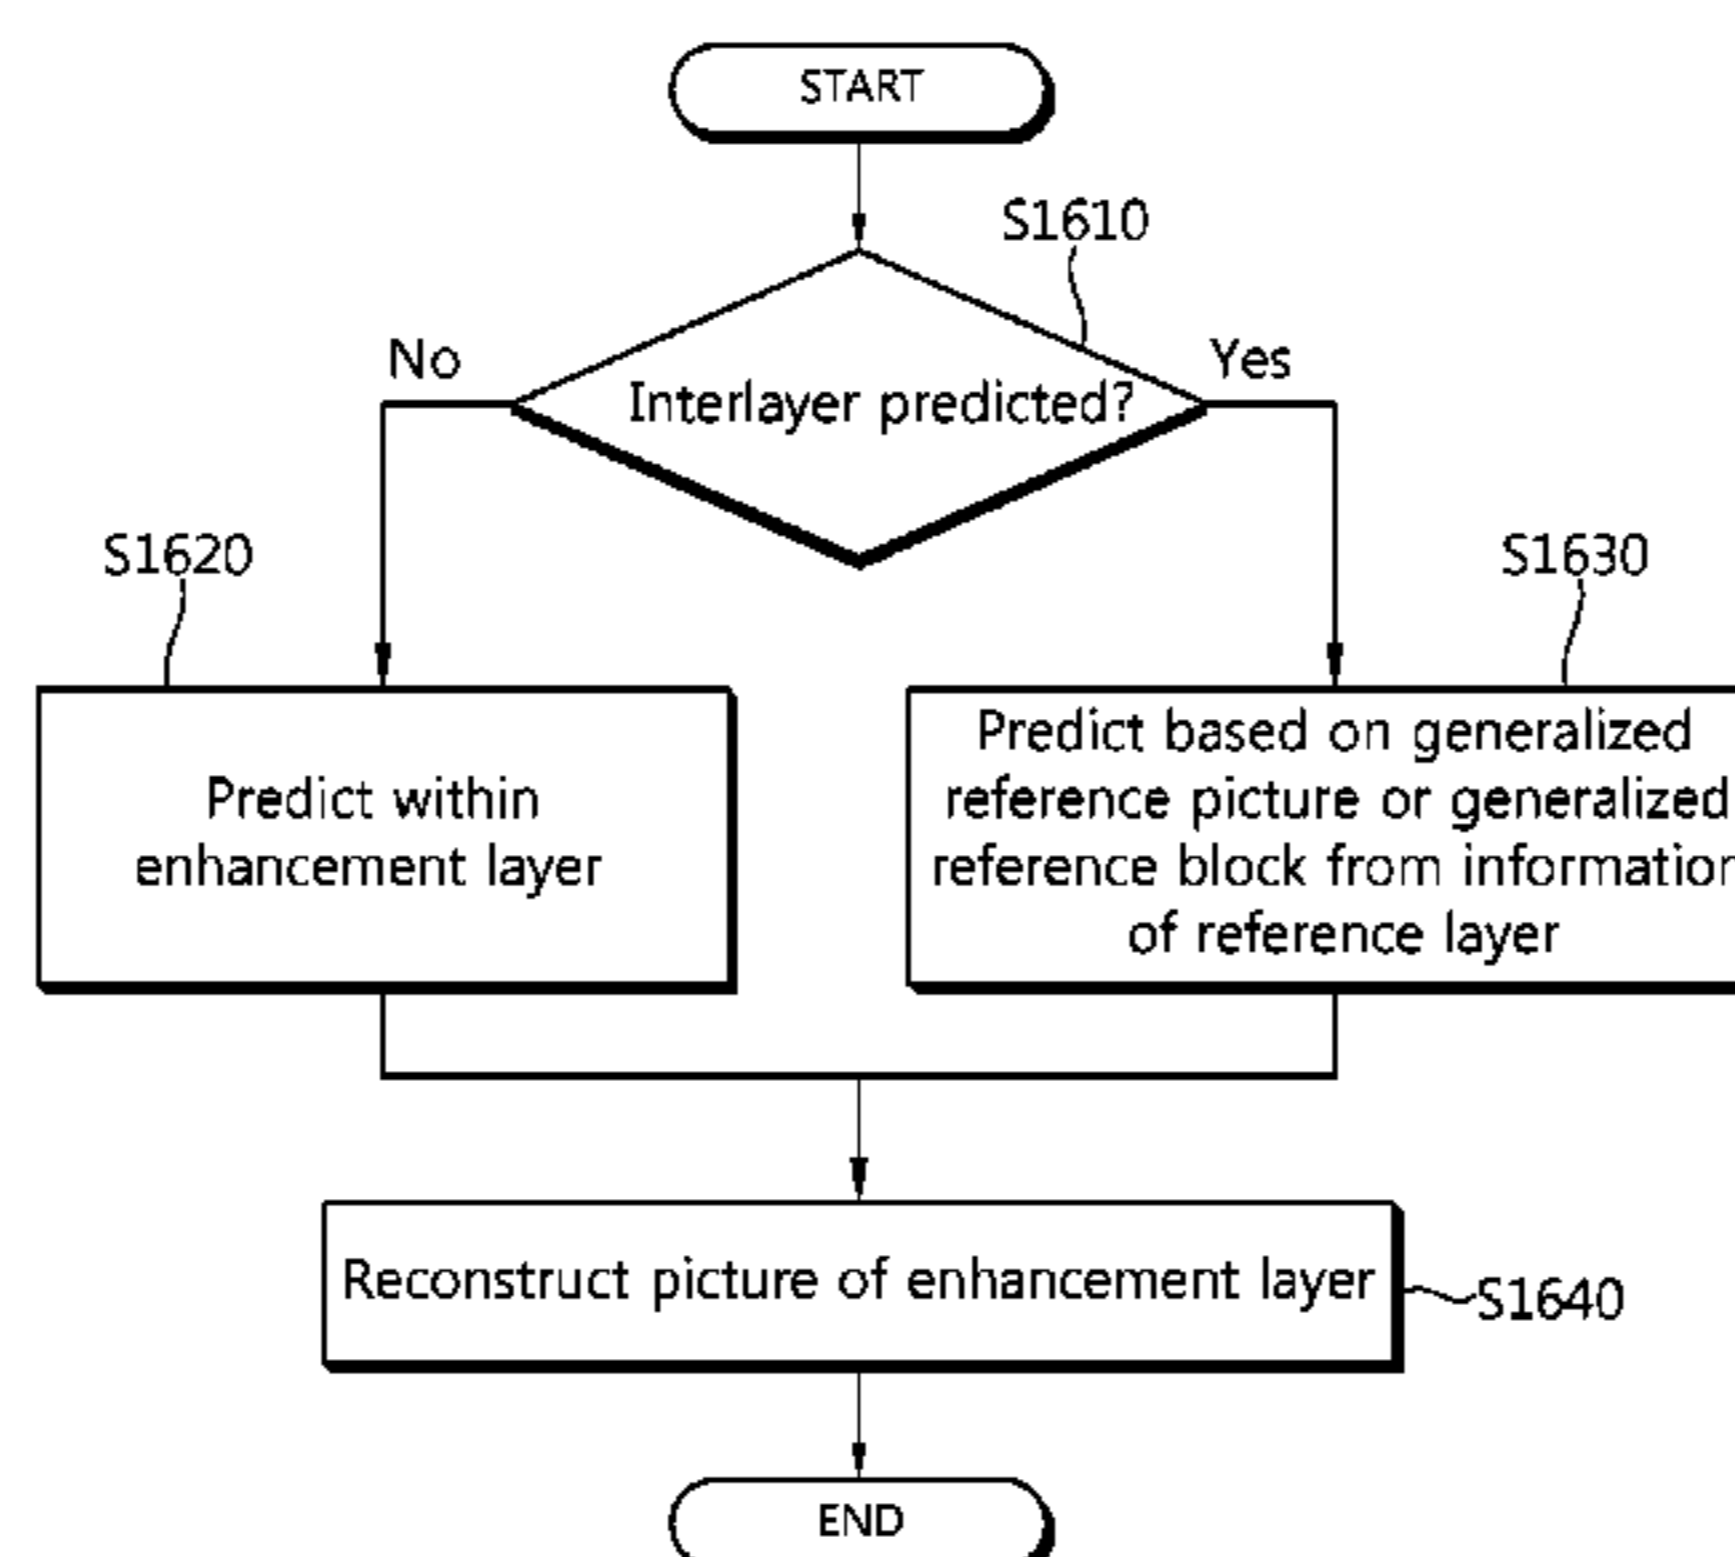 START
S1610
No
Yes
Interlayer predicted?
S1620
S1630
Predict within
enhancement layer
Predict based on generalized
reference picture or generalized
reference block from information
of reference layer
Reconstruct picture of enhancement layer
S1640
END